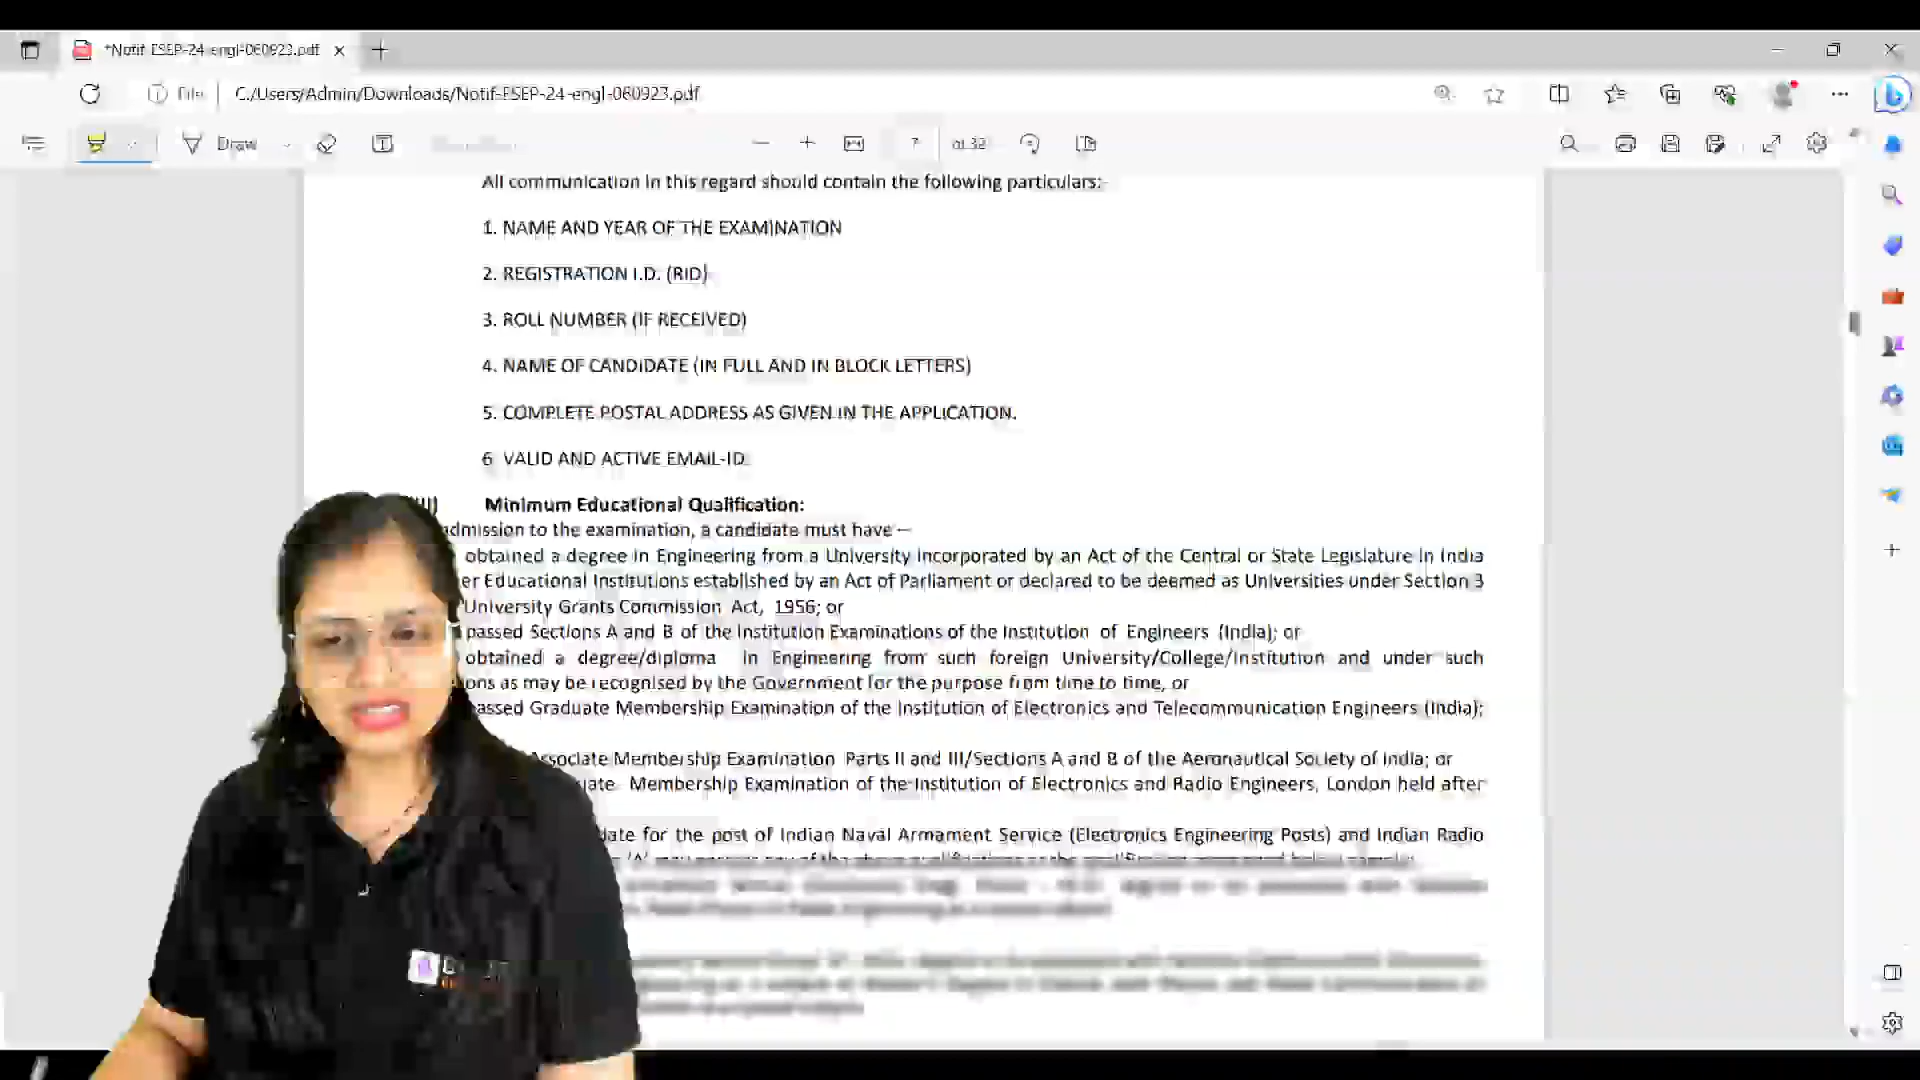 *Notif-ESEP-24-engl-060923.pdf
File
C:/Users/Admin/Downloads/Notif-ESEP-24-engl-060923.pdf
Draw
7 of 32
All communication in this regard should contain the following particulars:-
1. NAME AND YEAR OF THE EXAMINATION
2. REGISTRATION I.D. (RID)
3. ROLL NUMBER (IF RECEIVED)
4. NAME OF CANDIDATE (IN FULL AND IN BLOCK LETTERS)
5. COMPLETE POSTAL ADDRESS AS GIVEN IN THE APPLICATION.
6. VALID AND ACTIVE EMAIL-ID.
Minimum Educational Qualification:
admission to the examination, a candidate must have—
obtained a degree in Engineering from a University incorporated by an Act of the Central or State Legislature in India
er Educational Institutions established by an Act of Parliament or declared to be deemed as Universities under Section 3
University Grants Commission Act, 1956; or
passed Sections A and B of the Institution Examinations of the Institution of Engineers (India); or
obtained a degree/diploma in Engineering from such foreign University/College/Institution and under such
ons as may be recognised by the Government for the purpose from time to time, or
passed Graduate Membership Examination of the Institution of Electronics and Telecommunication Engineers (India);
Associate Membership Examination Parts II and III/Sections A and B of the Aeronautical Society of India; or
uate Membership Examination of the Institution of Electronics and Radio Engineers, London held after
date for the post of Indian Naval Armament Service (Electronics Engineering Posts) and Indian Radio